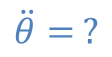 θ̈ = ?